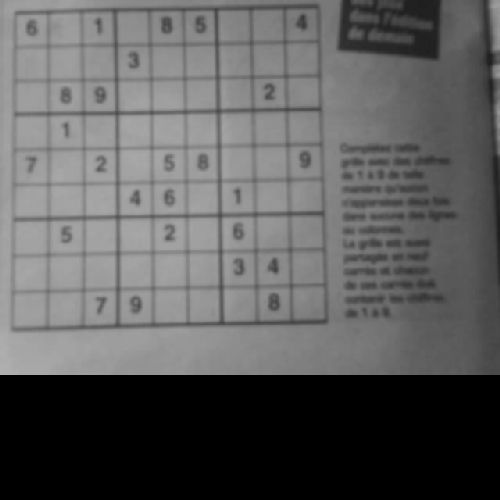 6 1 8 5 4
3
8 9 2
1
7 2 5 8 9
4 6 1
5 2 6
3 4
7 9 8
dans l'édition
de demain
Complétez cette
grille avec des chiffres
de 1 à 9 de telle
manière qu'aucun
n'apparaisse deux fois
dans aucune des lignes
ou colonnes.
La grille est aussi
partagée en neuf
carrés et chacun
de ces carrés doit
contenir les chiffres
de 1 à 9.